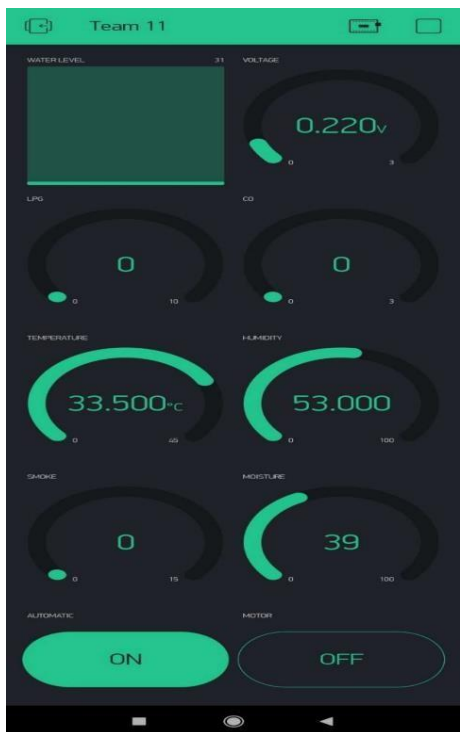 Team 11
WATER LEVEL 31 VOLTAGE
0.220V
0 3
LPG CO
0 0
0 10 0 3
TEMPERATURE HUMIDITY
33.500°C 53.000
0 45 0 100
SMOKE MOISTURE
0 39
0 15 0 100
AUTOMATIC MOTOR
ON OFF